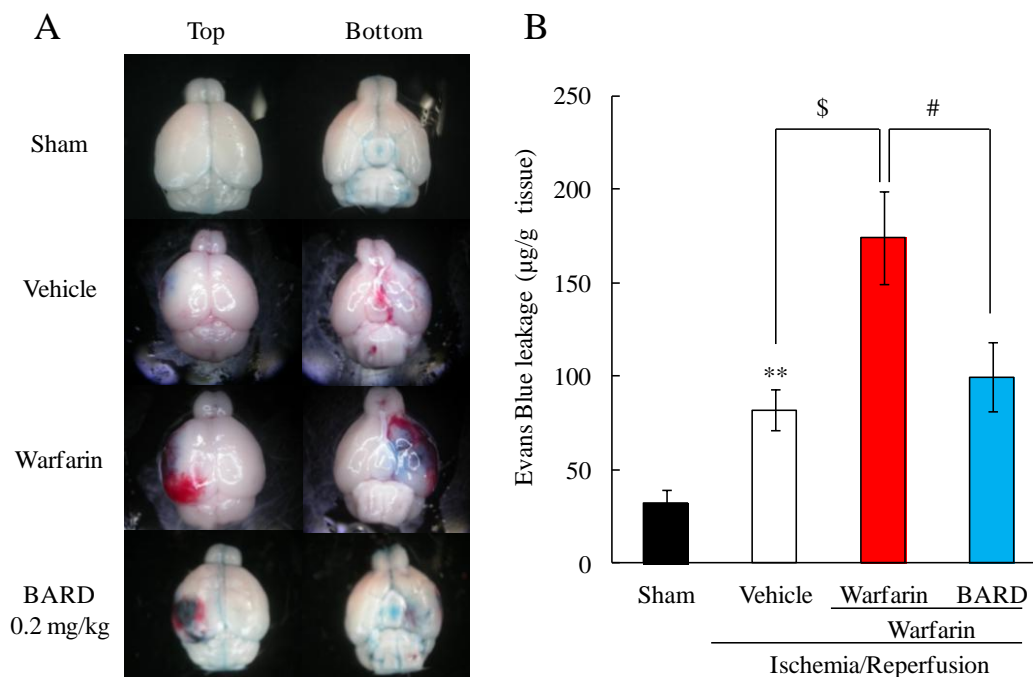 A
Top
Bottom
Sham
Vehicle
Warfarin
BARD
0.2 mg/kg
B
Evans Blue leakage (µg/g tissue)
250
200
150
100
50
0
$
#
**
Sham
Vehicle
Warfarin
BARD
Warfarin
Ischemia/Reperfusion